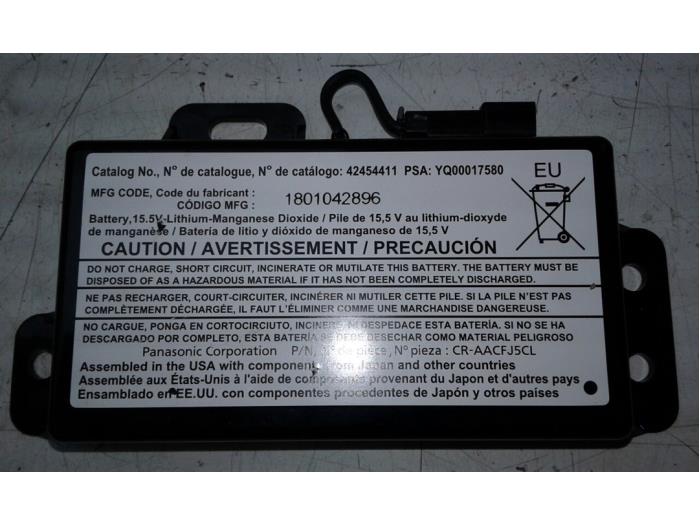 Catalog No., N° de catalogue, N° de catálogo: 42454411 PSA: YQ00017580
EU
MFG CODE, Code du fabricant :
CÓDIGO MFG : 1801042896
Battery,15.5V-Lithium-Manganese Dioxide / Pile de 15,5 V au lithium-dioxyde
de manganèse / Batería de litio y dióxido de manganeso de 15,5 V
CAUTION / AVERTISSEMENT / PRECAUCIÓN
DO NOT CHARGE, SHORT CIRCUIT, INCINERATE OR MUTILATE THIS BATTERY. THE BATTERY MUST BE
DISPOSED OF AS A HAZARDOUS MATERIAL IF IT HAS NOT BEEN COMPLETELY DISCHARGED.
NE PAS RECHARGER, COURT-CIRCUITER, INCINÉRER NI MUTILER CETTE PILE. SI LA PILE N'EST PAS
COMPLÈTEMENT DÉCHARGÉE, IL FAUT L'ÉLIMINER COMME UNE MARCHANDISE DANGEREUSE.
NO CARGUE, PONGA EN CORTOCIRCUITO, INCINERE NI DESPEDACE ESTA BATERÍA. SI NO SE HA
DESCARGADO POR COMPLETO, ESTA BATERÍA SE DEBE DESECHAR COMO MATERIAL PELIGROSO
Panasonic Corporation P/N, N° de pièce, N° pieza : CR-AACFJ5CL
Assembled in the USA with components from Japan and other countries
Assemblée aux États-Unis à l'aide de composants provenant du Japon et d'autres pays
Ensamblado en EE.UU. con componentes procedentes de Japón y otros países